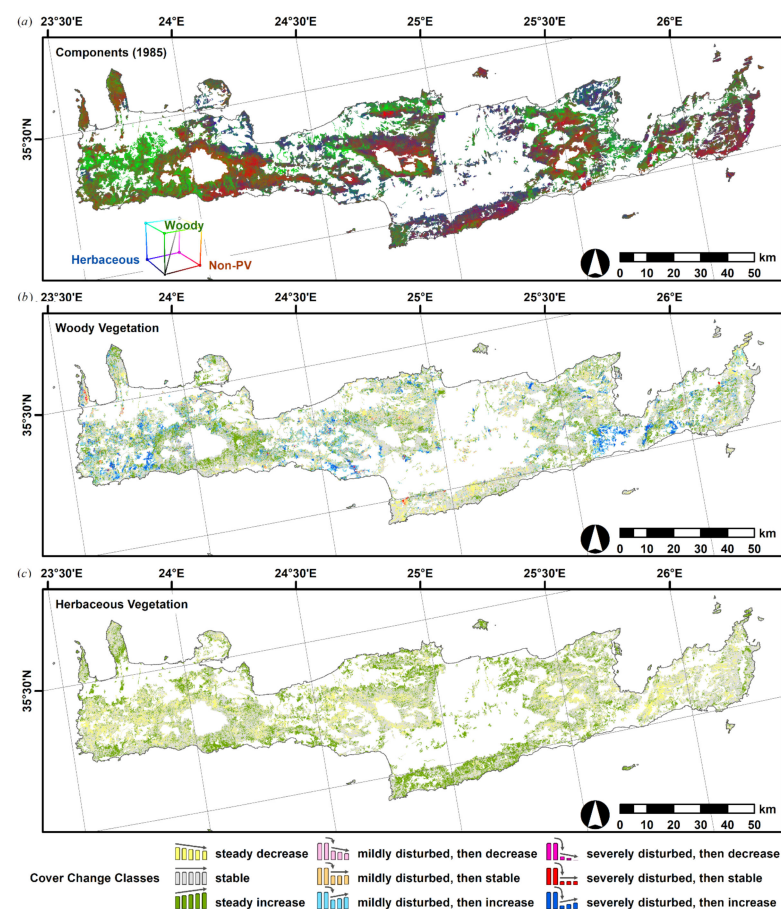 (a) 23°30'E 24°E 24°30'E 25°E 25°30'E 26°E
Components (1985)
35°30'N
Woody
Herbaceous
Non-PV
km
0 10 20 30 40 50
(b) 23°30'E 24°E 24°30'E 25°E 25°30'E 26°E
Woody Vegetation
35°30'N
km
0 10 20 30 40 50
(c) 23°30'E 24°E 24°30'E 25°E 25°30'E 26°E
Herbaceous Vegetation
35°30'N
km
0 10 20 30 40 50
steady decrease mildly disturbed, then decrease severely disturbed, then decrease
Cover Change Classes stable mildly disturbed, then stable severely disturbed, then stable
steady increase mildly disturbed, then increase severely disturbed, then increase